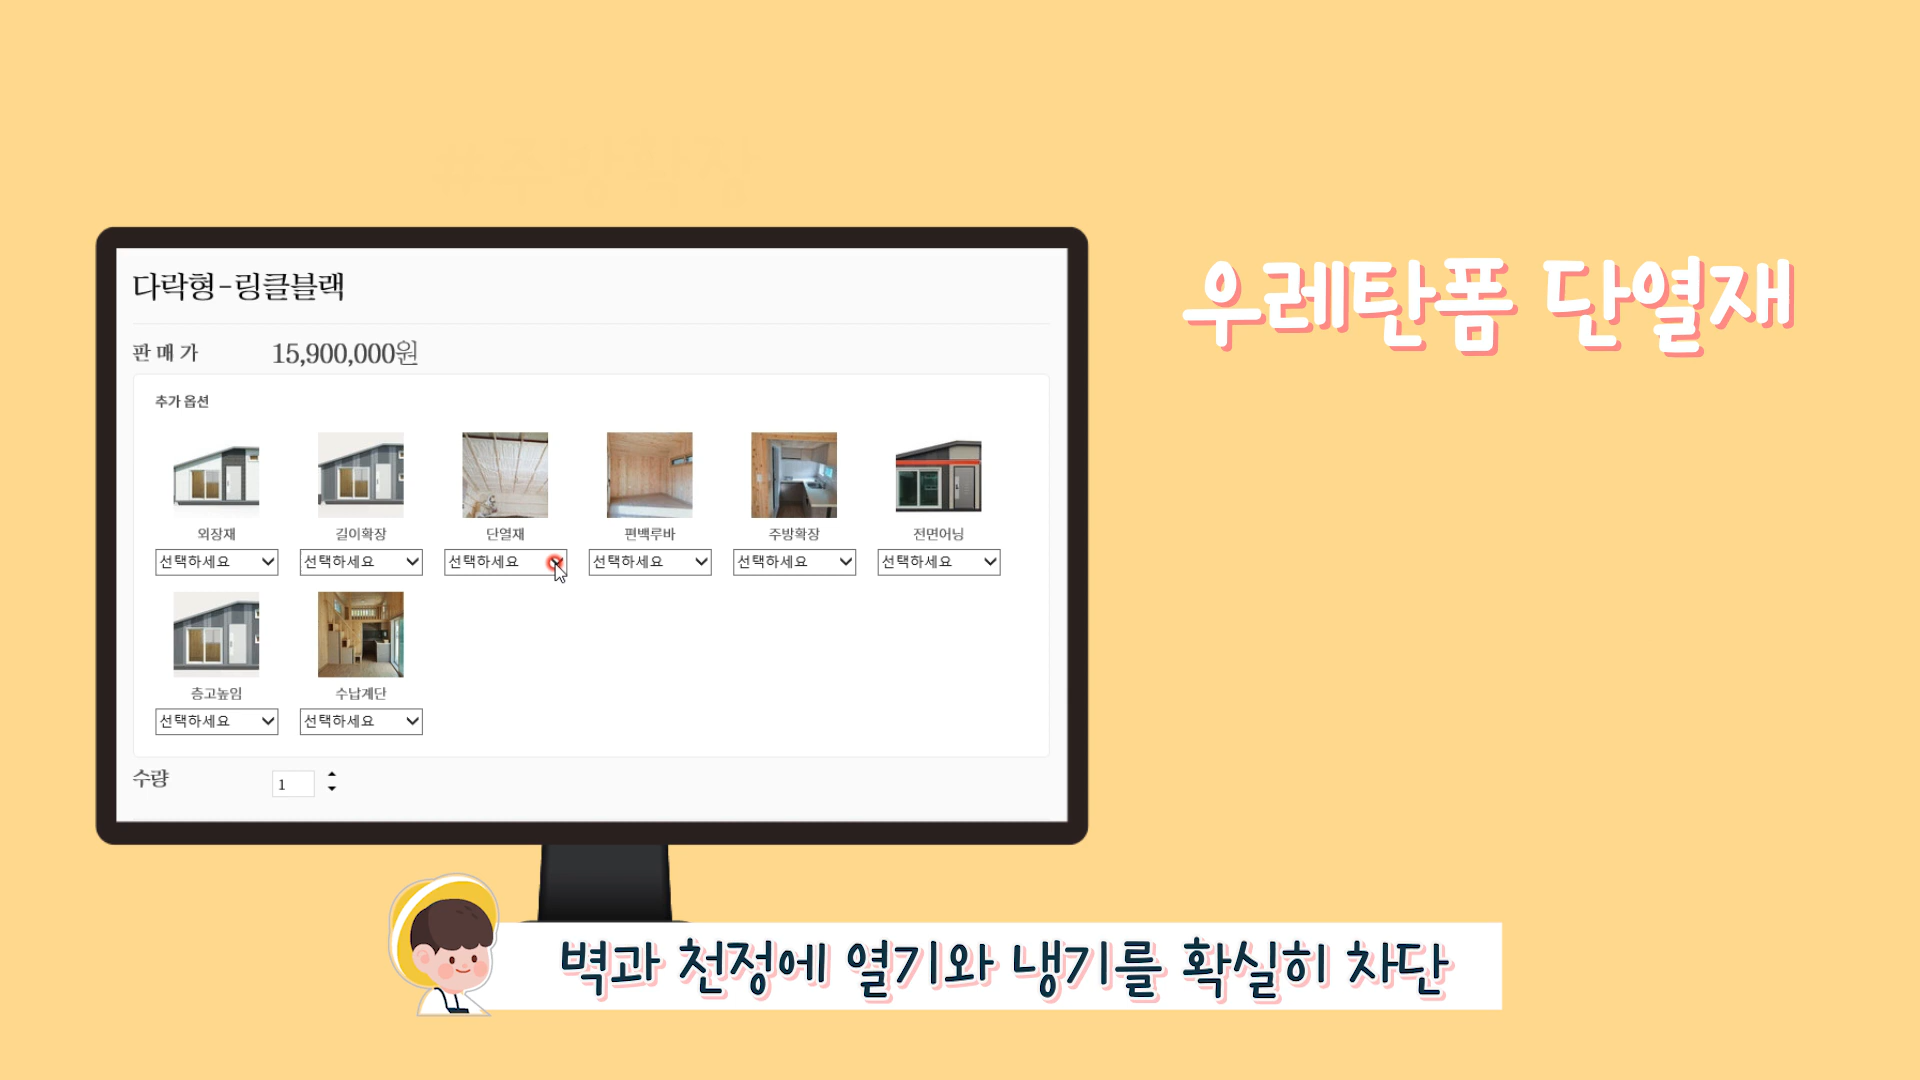 우레탄폼 단열재
다락형-링클블랙
판매가 15,900,000원
추가 옵션
외장재 길이확장 단열재 편백루바 주방확장 전면어닝
선택하세요 선택하세요 선택하세요 선택하세요 선택하세요 선택하세요
층고높임 수납계단
선택하세요 선택하세요
수량 1
벽과 천정에 열기와 냉기를 확실히 차단